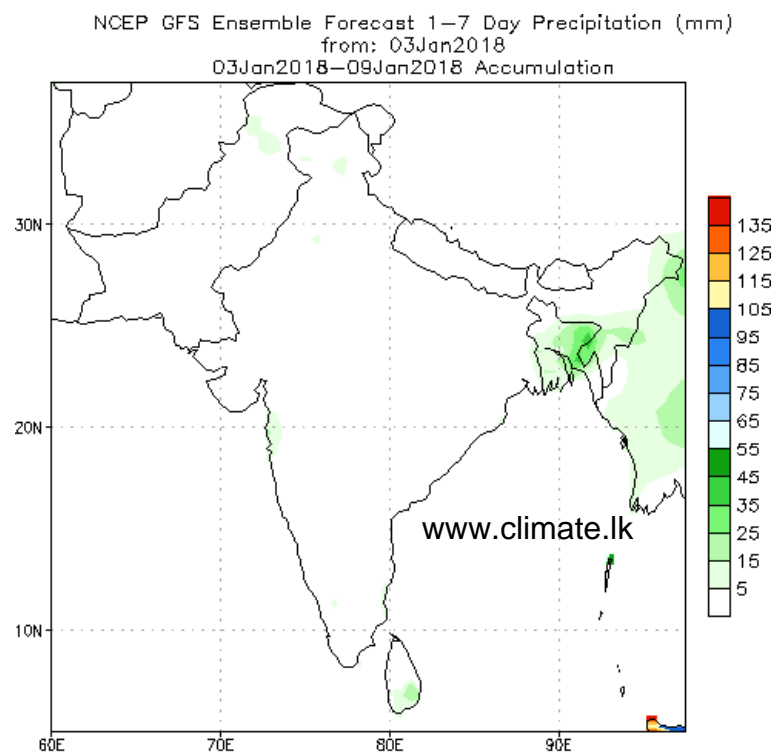 NCEP GFS Ensemble Forecast 1-7 Day Precipitation (mm)
from: 03Jan2018
03Jan2018-09Jan2018 Accumulation
30N
20N
10N
60E
70E
80E
90E
www.climate.lk
135
125
115
105
95
85
75
65
55
45
35
25
15
5